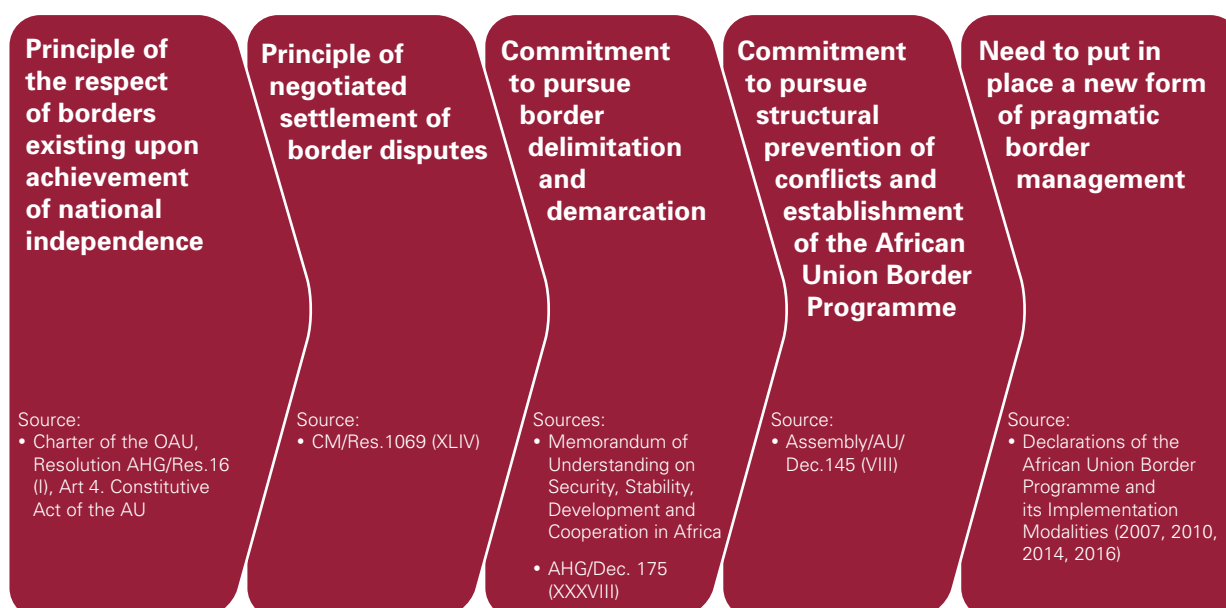 Principle of
the respect
of borders
existing upon
achievement
of national
independence
Source:
• Charter of the OAU,
Resolution AHG/Res.16
(I), Art 4. Constitutive
Act of the AU
Principle of
negotiated
settlement of
border disputes
Source:
• CM/Res.1069 (XLIV)
Commitment
to pursue
border
delimitation
and
demarcation
Sources:
• Memorandum of
Understanding on
Security, Stability,
Development and
Cooperation in Africa
• AHG/Dec. 175
(XXXVIII)
Commitment
to pursue
structural
prevention of
conflicts and
establishment
of the African
Union Border
Programme
Source:
• Assembly/AU/
Dec.145 (VIII)
Need to put in
place a new form
of pragmatic
border
management
Source:
• Declarations of the
African Union Border
Programme and
its Implementation
Modalities (2007, 2010,
2014, 2016)